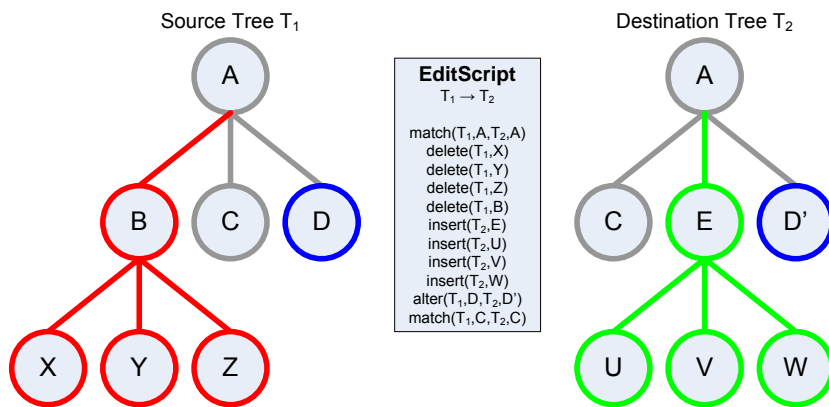 Source Tree T₁
Destination Tree T₂
A
B
C
D
X
Y
Z
EditScript
T₁ → T₂
match(T₁,A,T₂,A)
delete(T₁,X)
delete(T₁,Y)
delete(T₁,Z)
delete(T₁,B)
insert(T₂,E)
insert(T₂,U)
insert(T₂,V)
insert(T₂,W)
alter(T₁,D,T₂,D’)
match(T₁,C,T₂,C)
A
C
E
D’
U
V
W